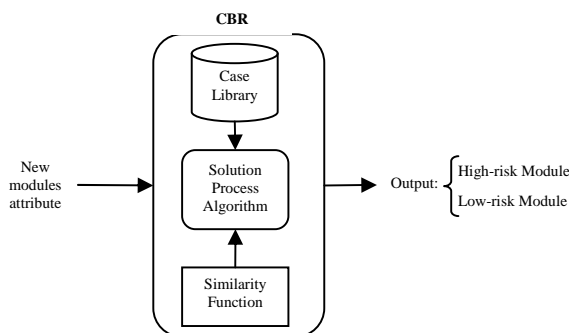 CBR
Case
Library
New
modules
attribute
Solution
Process
Algorithm
Output:
High-risk Module
Low-risk Module
Similarity
Function